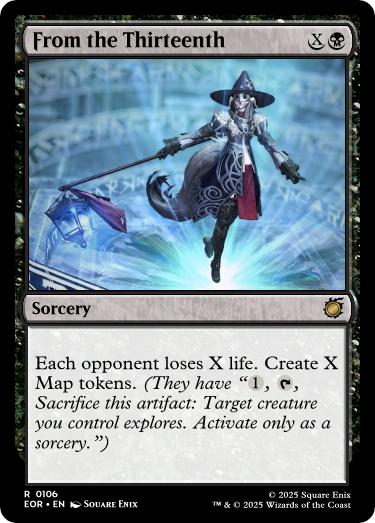 From the Thirteenth X
Sorcery
Each opponent loses X life. Create X
Map tokens. (They have “1, ,
Sacrifice this artifact: Target creature
you control explores. Activate only as a
sorcery.”)
R 0106
EOR • EN SQUARE ENIX
© 2025 Square Enix
™ & © 2025 Wizards of the Coast